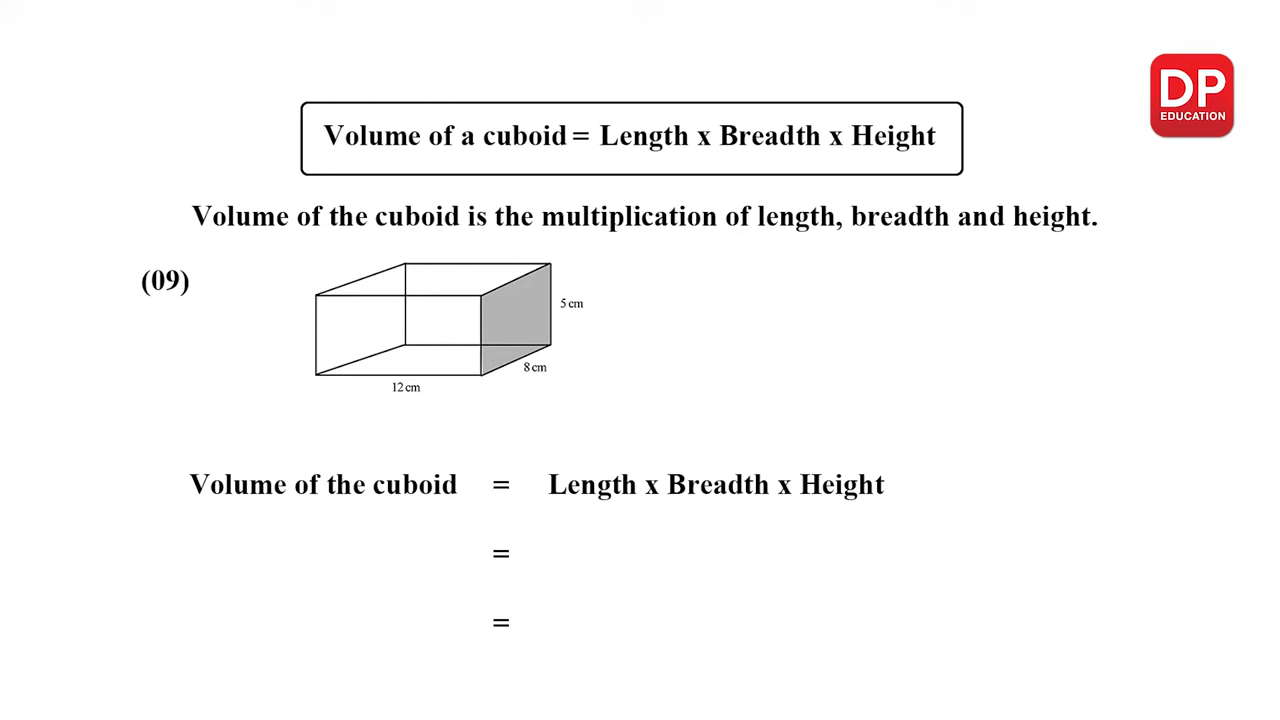 DP
EDUCATION
Volume of a cuboid = Length x Breadth x Height
Volume of the cuboid is the multiplication of length, breadth and height.
(09)
5 cm
8 cm
12 cm
Volume of the cuboid = Length x Breadth x Height
=
=